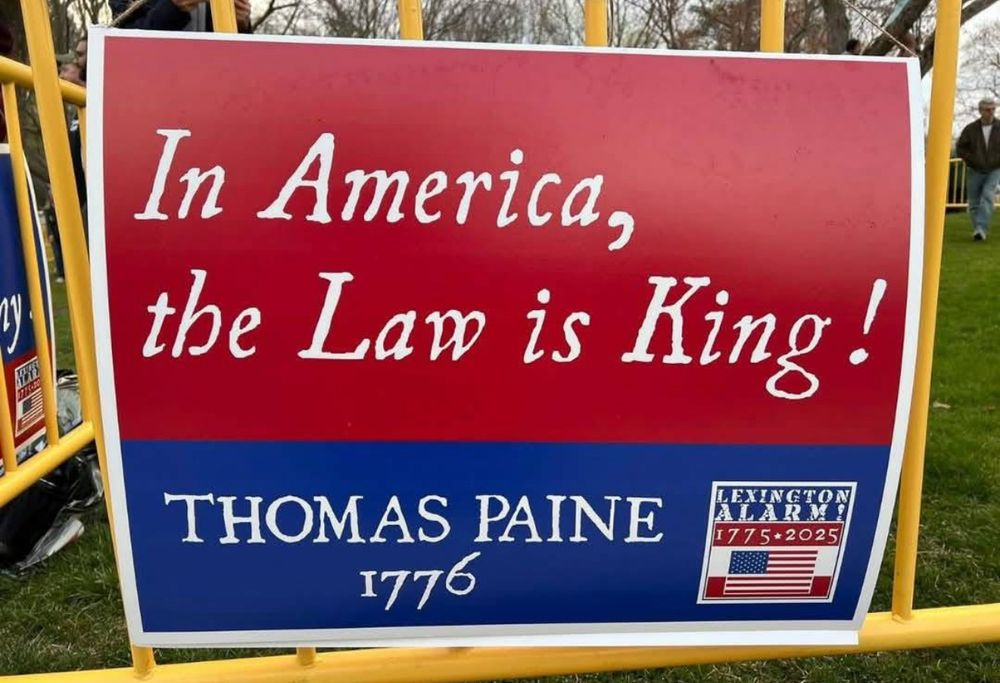 In America,
the Law is King!
THOMAS PAINE
1776
LEXINGTON
ALARM!
1775★2025